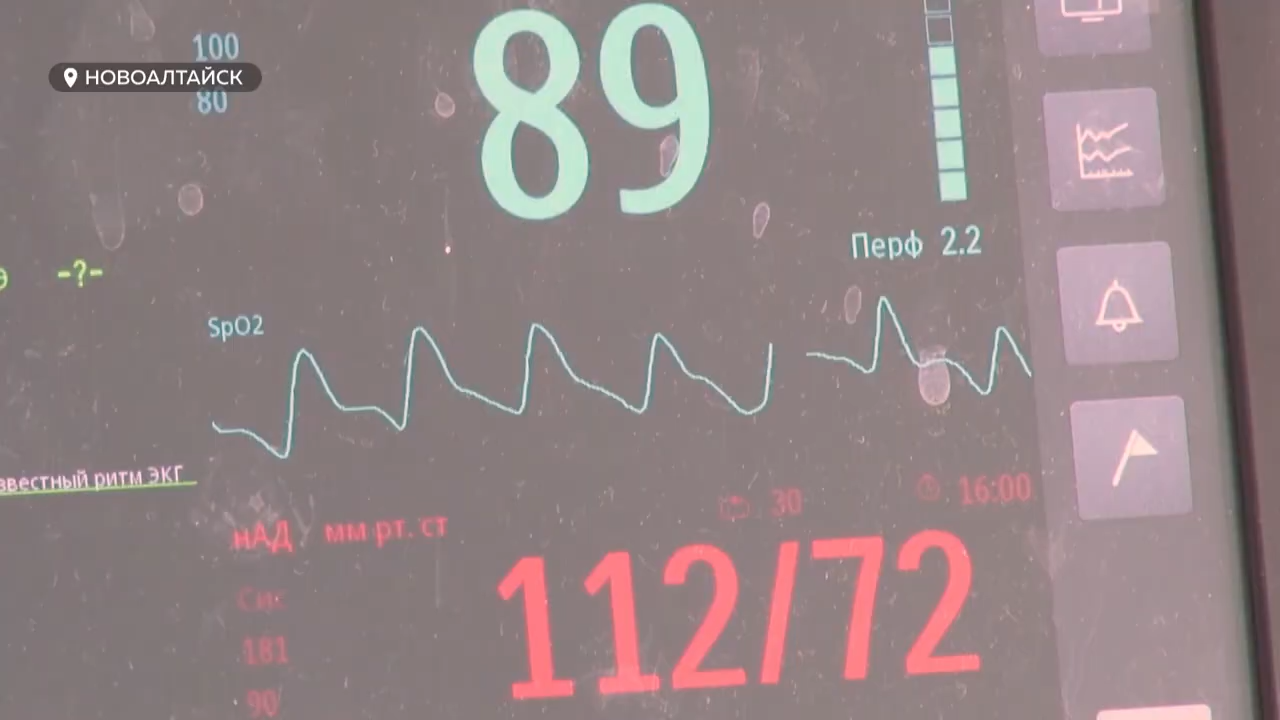 100
НОВОАЛТАЙСК
80
89
Перф 2.2
-?-
SpO2
звестный ритм ЭКГ
30 16:00
нАД мм рт. ст
112/72
Сис
181
90